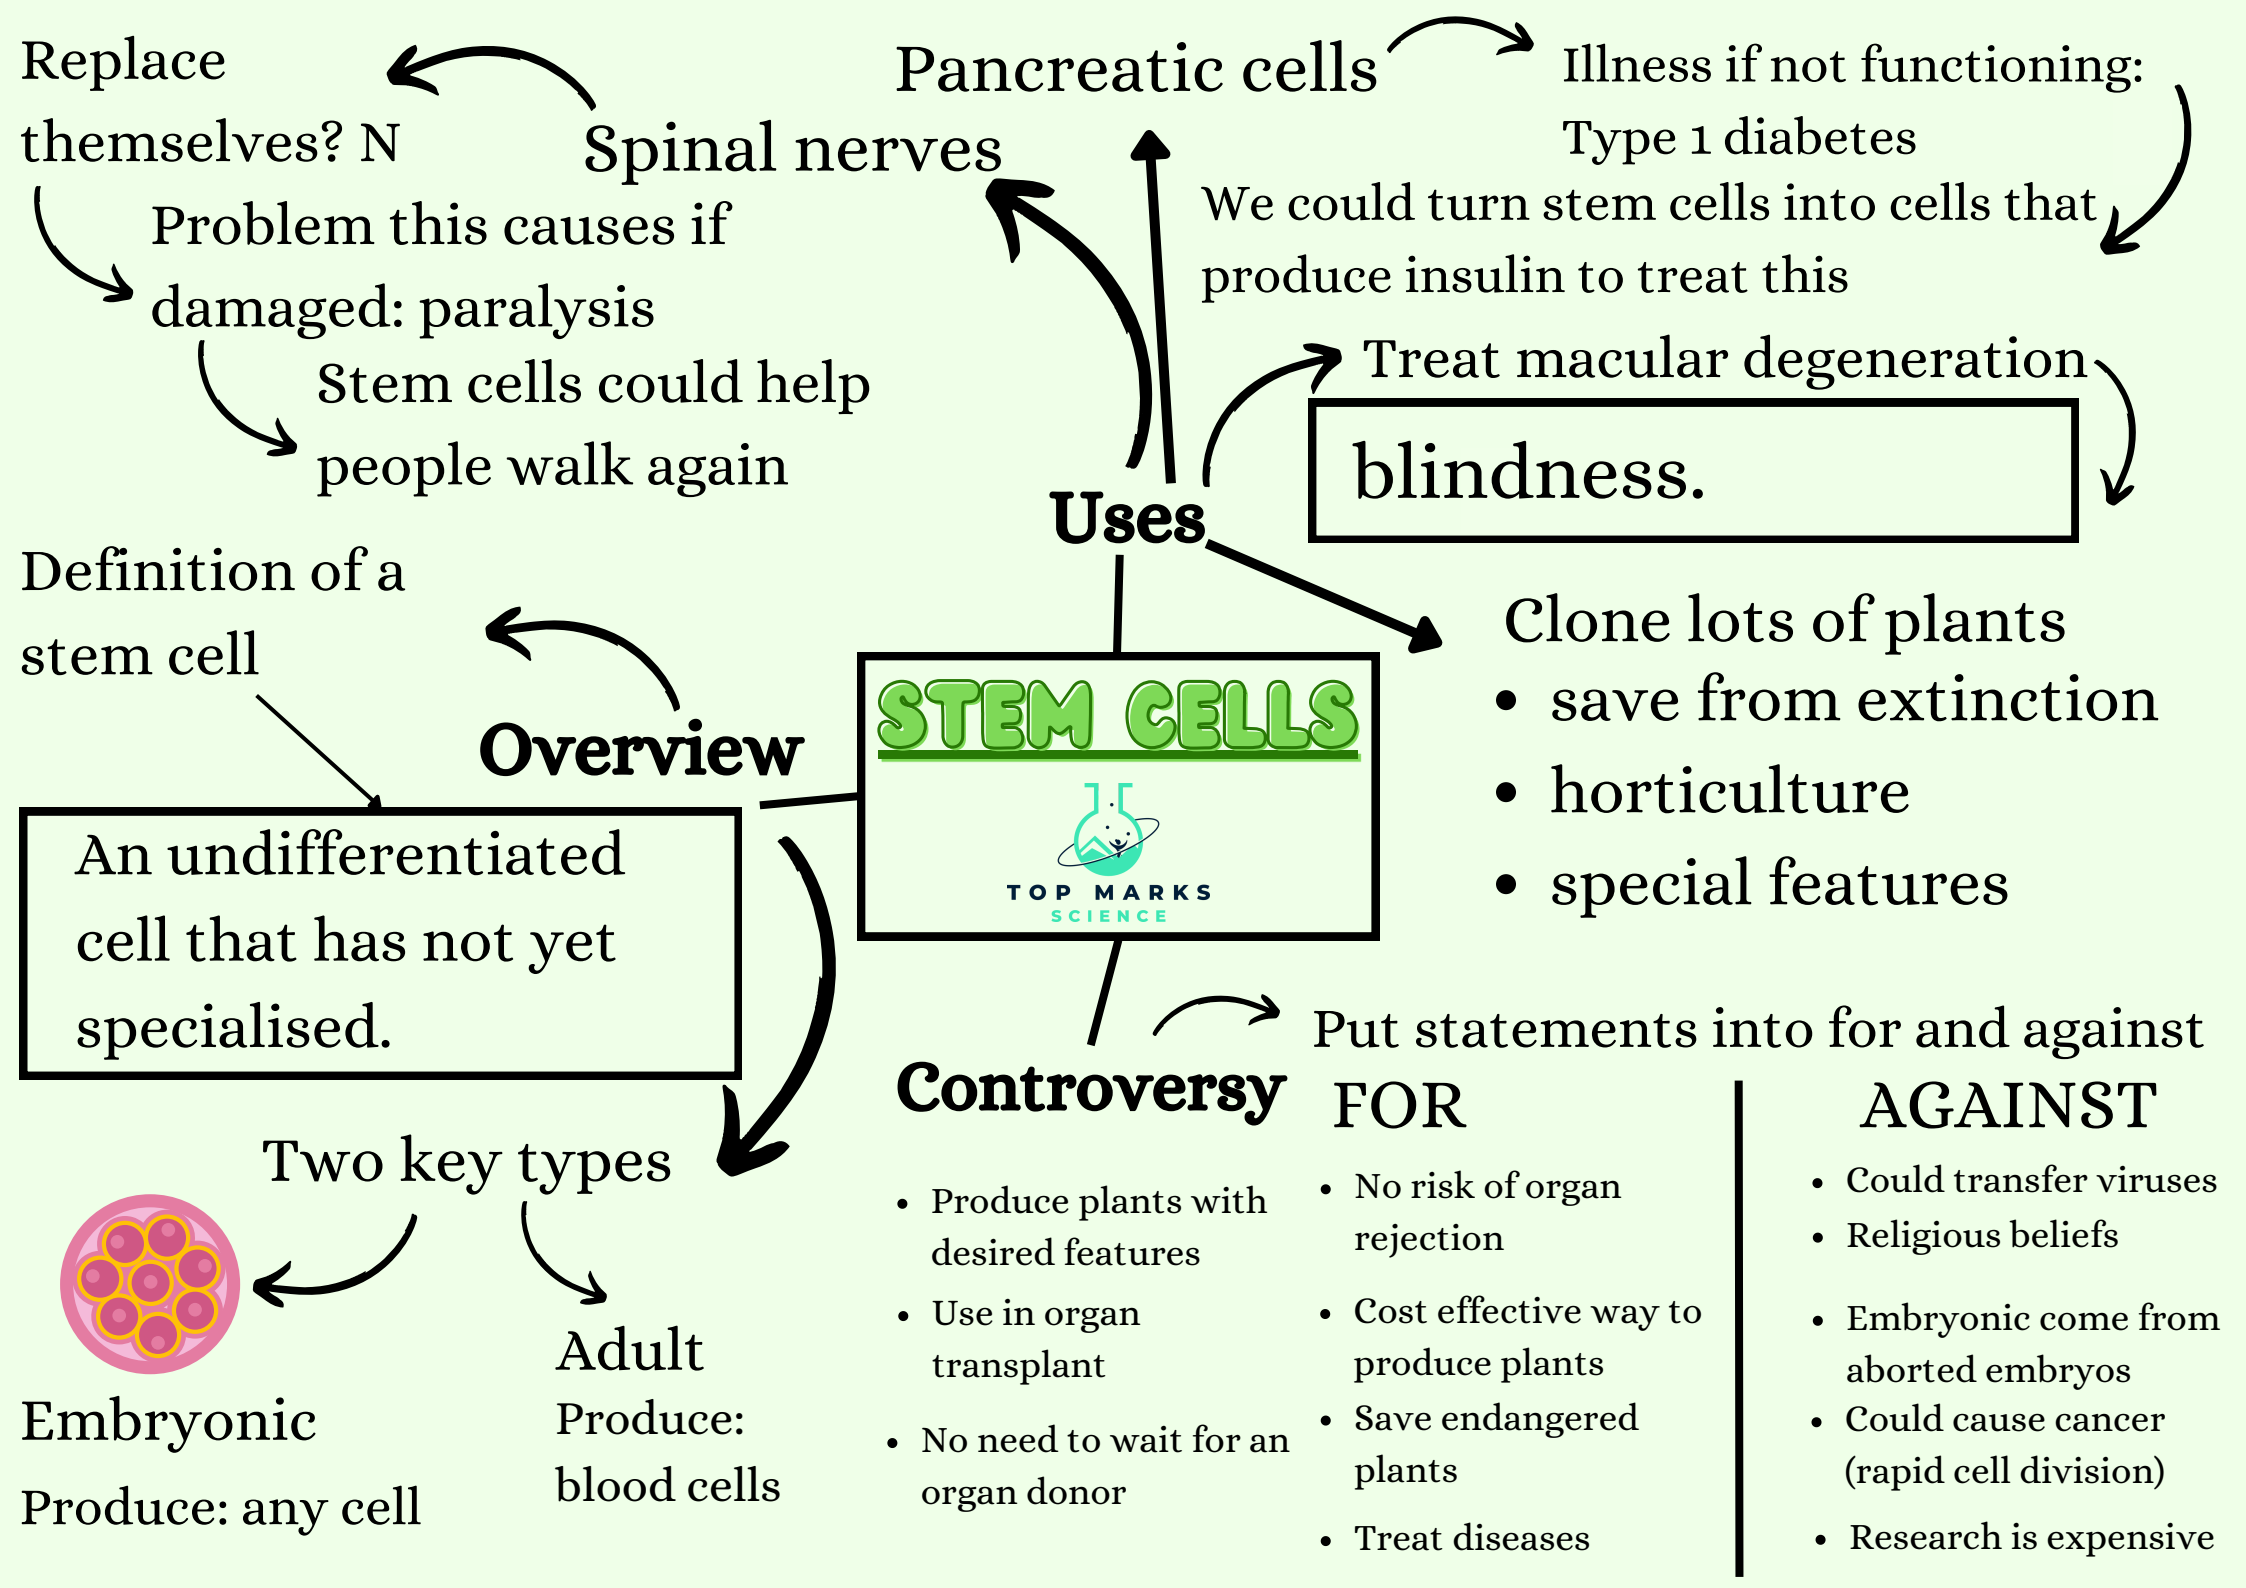 Replace
themselves? N
Spinal nerves
Problem this causes if
damaged: paralysis
Stem cells could help
people walk again
Pancreatic cells
Illness if not functioning:
Type 1 diabetes
We could turn stem cells into cells that
produce insulin to treat this
Treat macular degeneration
blindness.
Uses
Clone lots of plants
• save from extinction
• horticulture
• special features
Definition of a
stem cell
Overview
An undifferentiated
cell that has not yet
specialised.
STEM CELLS
TOP MARKS
SCIENCE
Two key types
Embryonic
Produce: any cell
Adult
Produce:
blood cells
Controversy
Put statements into for and against
FOR
• Produce plants with
desired features
• Use in organ
transplant
• No need to wait for an
organ donor
• No risk of organ
rejection
• Cost effective way to
produce plants
• Save endangered
plants
• Treat diseases
AGAINST
• Could transfer viruses
• Religious beliefs
• Embryonic come from
aborted embryos
• Could cause cancer
(rapid cell division)
• Research is expensive